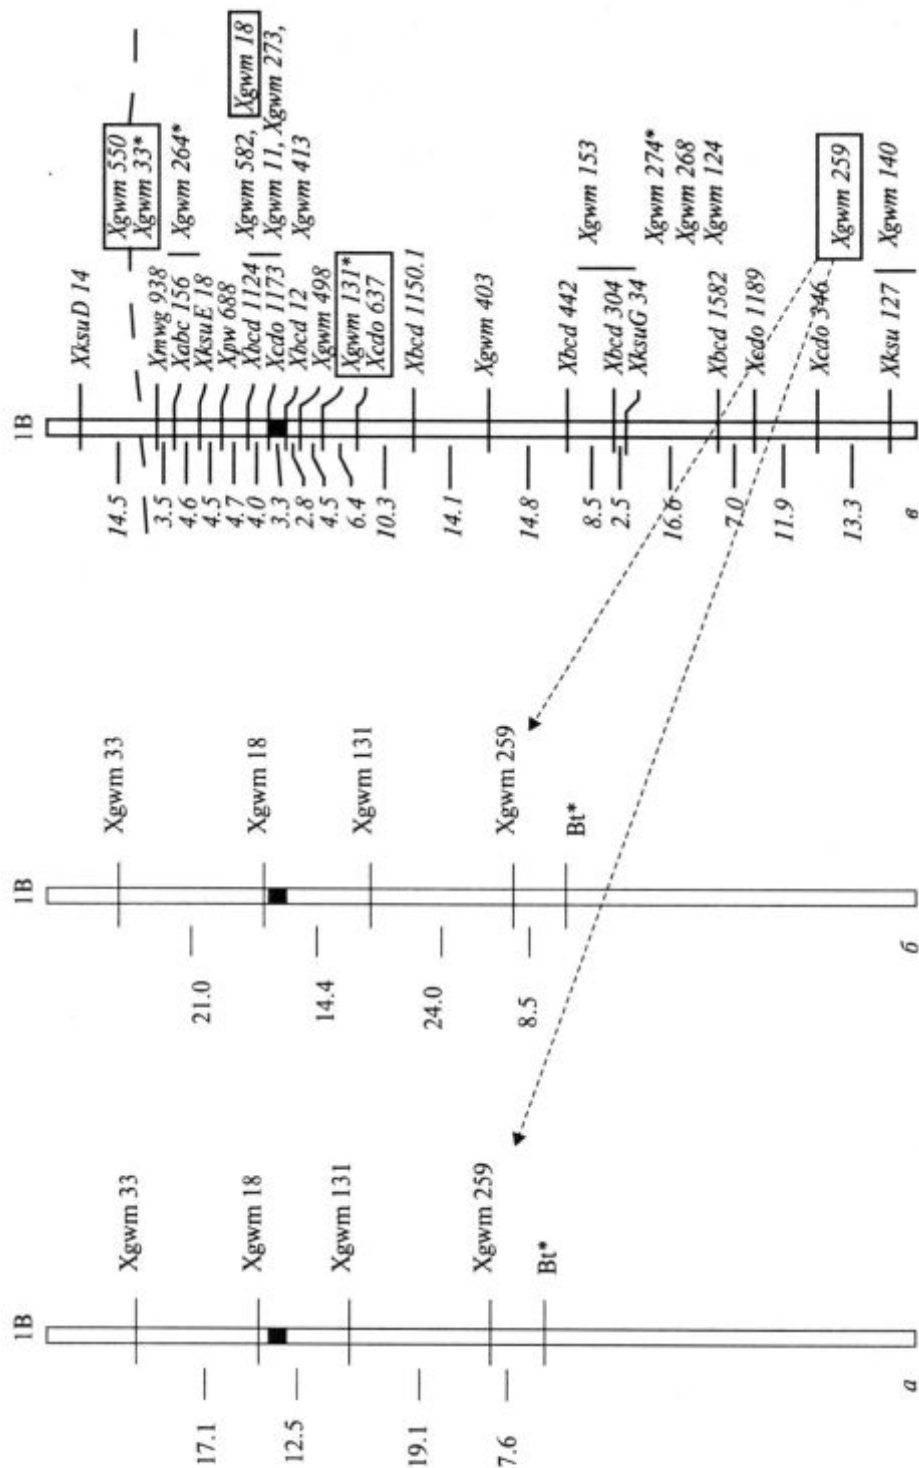 1B
17.1
12.5
19.1
7.6
Xgwm 33
Xgwm 18
Xgwm 131
Xgwm 259
Bt*
а
1B
21.0
14.4
24.0
8.5
Xgwm 33
Xgwm 18
Xgwm 131
Xgwm 259
Bt*
б
1B
14.5
3.5
4.6
4.5
4.7
4.0
3.3
2.8
4.5
6.4
10.3
14.1
14.8
8.5
2.5
16.6
7.0
11.9
13.3
XksuD 14
Xmwg 938
Xabc 156
XksuE 18
Xpw 688
Xbcd 1124
Xcdo 1173
Xbcd 12
Xgwm 498
Xgwm 131*
Xcdo 637
Xbcd 1150.1
Xgwm 403
Xbcd 442
Xbcd 304
XksuG 34
Xbcd 1582
Xcdo 1189
Xcdo 346
Xksu 127
Xgwm 550
Xgwm 33*
Xgwm 264*
Xgwm 582, Xgwm 18
Xgwm 11, Xgwm 273,
Xgwm 413
Xgwm 153
Xgwm 274*
Xgwm 268
Xgwm 124
Xgwm 259
Xgwm 140
в